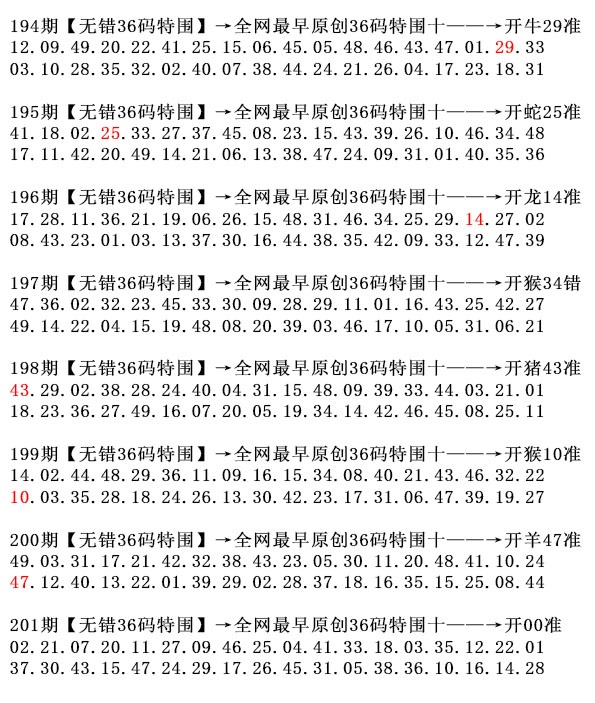 194期【无错36码特围】→全网最早原创36码特围十——→开牛29准
12.09.49.20.22.41.25.15.06.45.05.48.46.43.47.01.29.33
03.10.28.35.32.02.40.07.38.44.24.21.26.04.17.23.18.31
195期【无错36码特围】→全网最早原创36码特围十——→开蛇25准
41.18.02.25.33.27.37.45.08.23.15.43.39.26.10.46.34.48
17.11.42.20.49.14.21.06.13.38.47.24.09.31.01.40.35.36
196期【无错36码特围】→全网最早原创36码特围十——→开龙14准
17.28.11.36.21.19.06.26.15.48.31.46.34.25.29.14.27.02
08.43.23.01.03.13.37.30.16.44.38.35.42.09.33.12.47.39
197期【无错36码特围】→全网最早原创36码特围十——→开猴34错
47.36.02.32.23.45.33.30.09.28.29.11.01.16.43.25.42.27
49.14.22.04.15.19.48.08.20.39.03.46.17.10.05.31.06.21
198期【无错36码特围】→全网最早原创36码特围十——→开猪43准
43.29.02.38.28.24.40.04.31.15.48.09.39.33.44.03.21.01
18.23.36.27.49.16.07.20.05.19.34.14.42.46.45.08.25.11
199期【无错36码特围】→全网最早原创36码特围十——→开猴10准
14.02.44.48.29.36.11.09.16.15.34.08.40.21.43.46.32.22
10.03.35.28.18.24.26.13.30.42.23.17.31.06.47.39.19.27
200期【无错36码特围】→全网最早原创36码特围十——→开羊47准
49.03.31.17.21.42.32.38.43.23.05.30.11.20.48.41.10.24
47.12.40.13.22.01.39.29.02.28.37.18.16.35.15.25.08.44
201期【无错36码特围】→全网最早原创36码特围十——→开00准
02.21.07.20.11.27.09.46.25.04.41.33.18.03.35.12.22.01
37.30.43.15.47.24.29.17.26.45.31.05.38.36.10.16.14.28